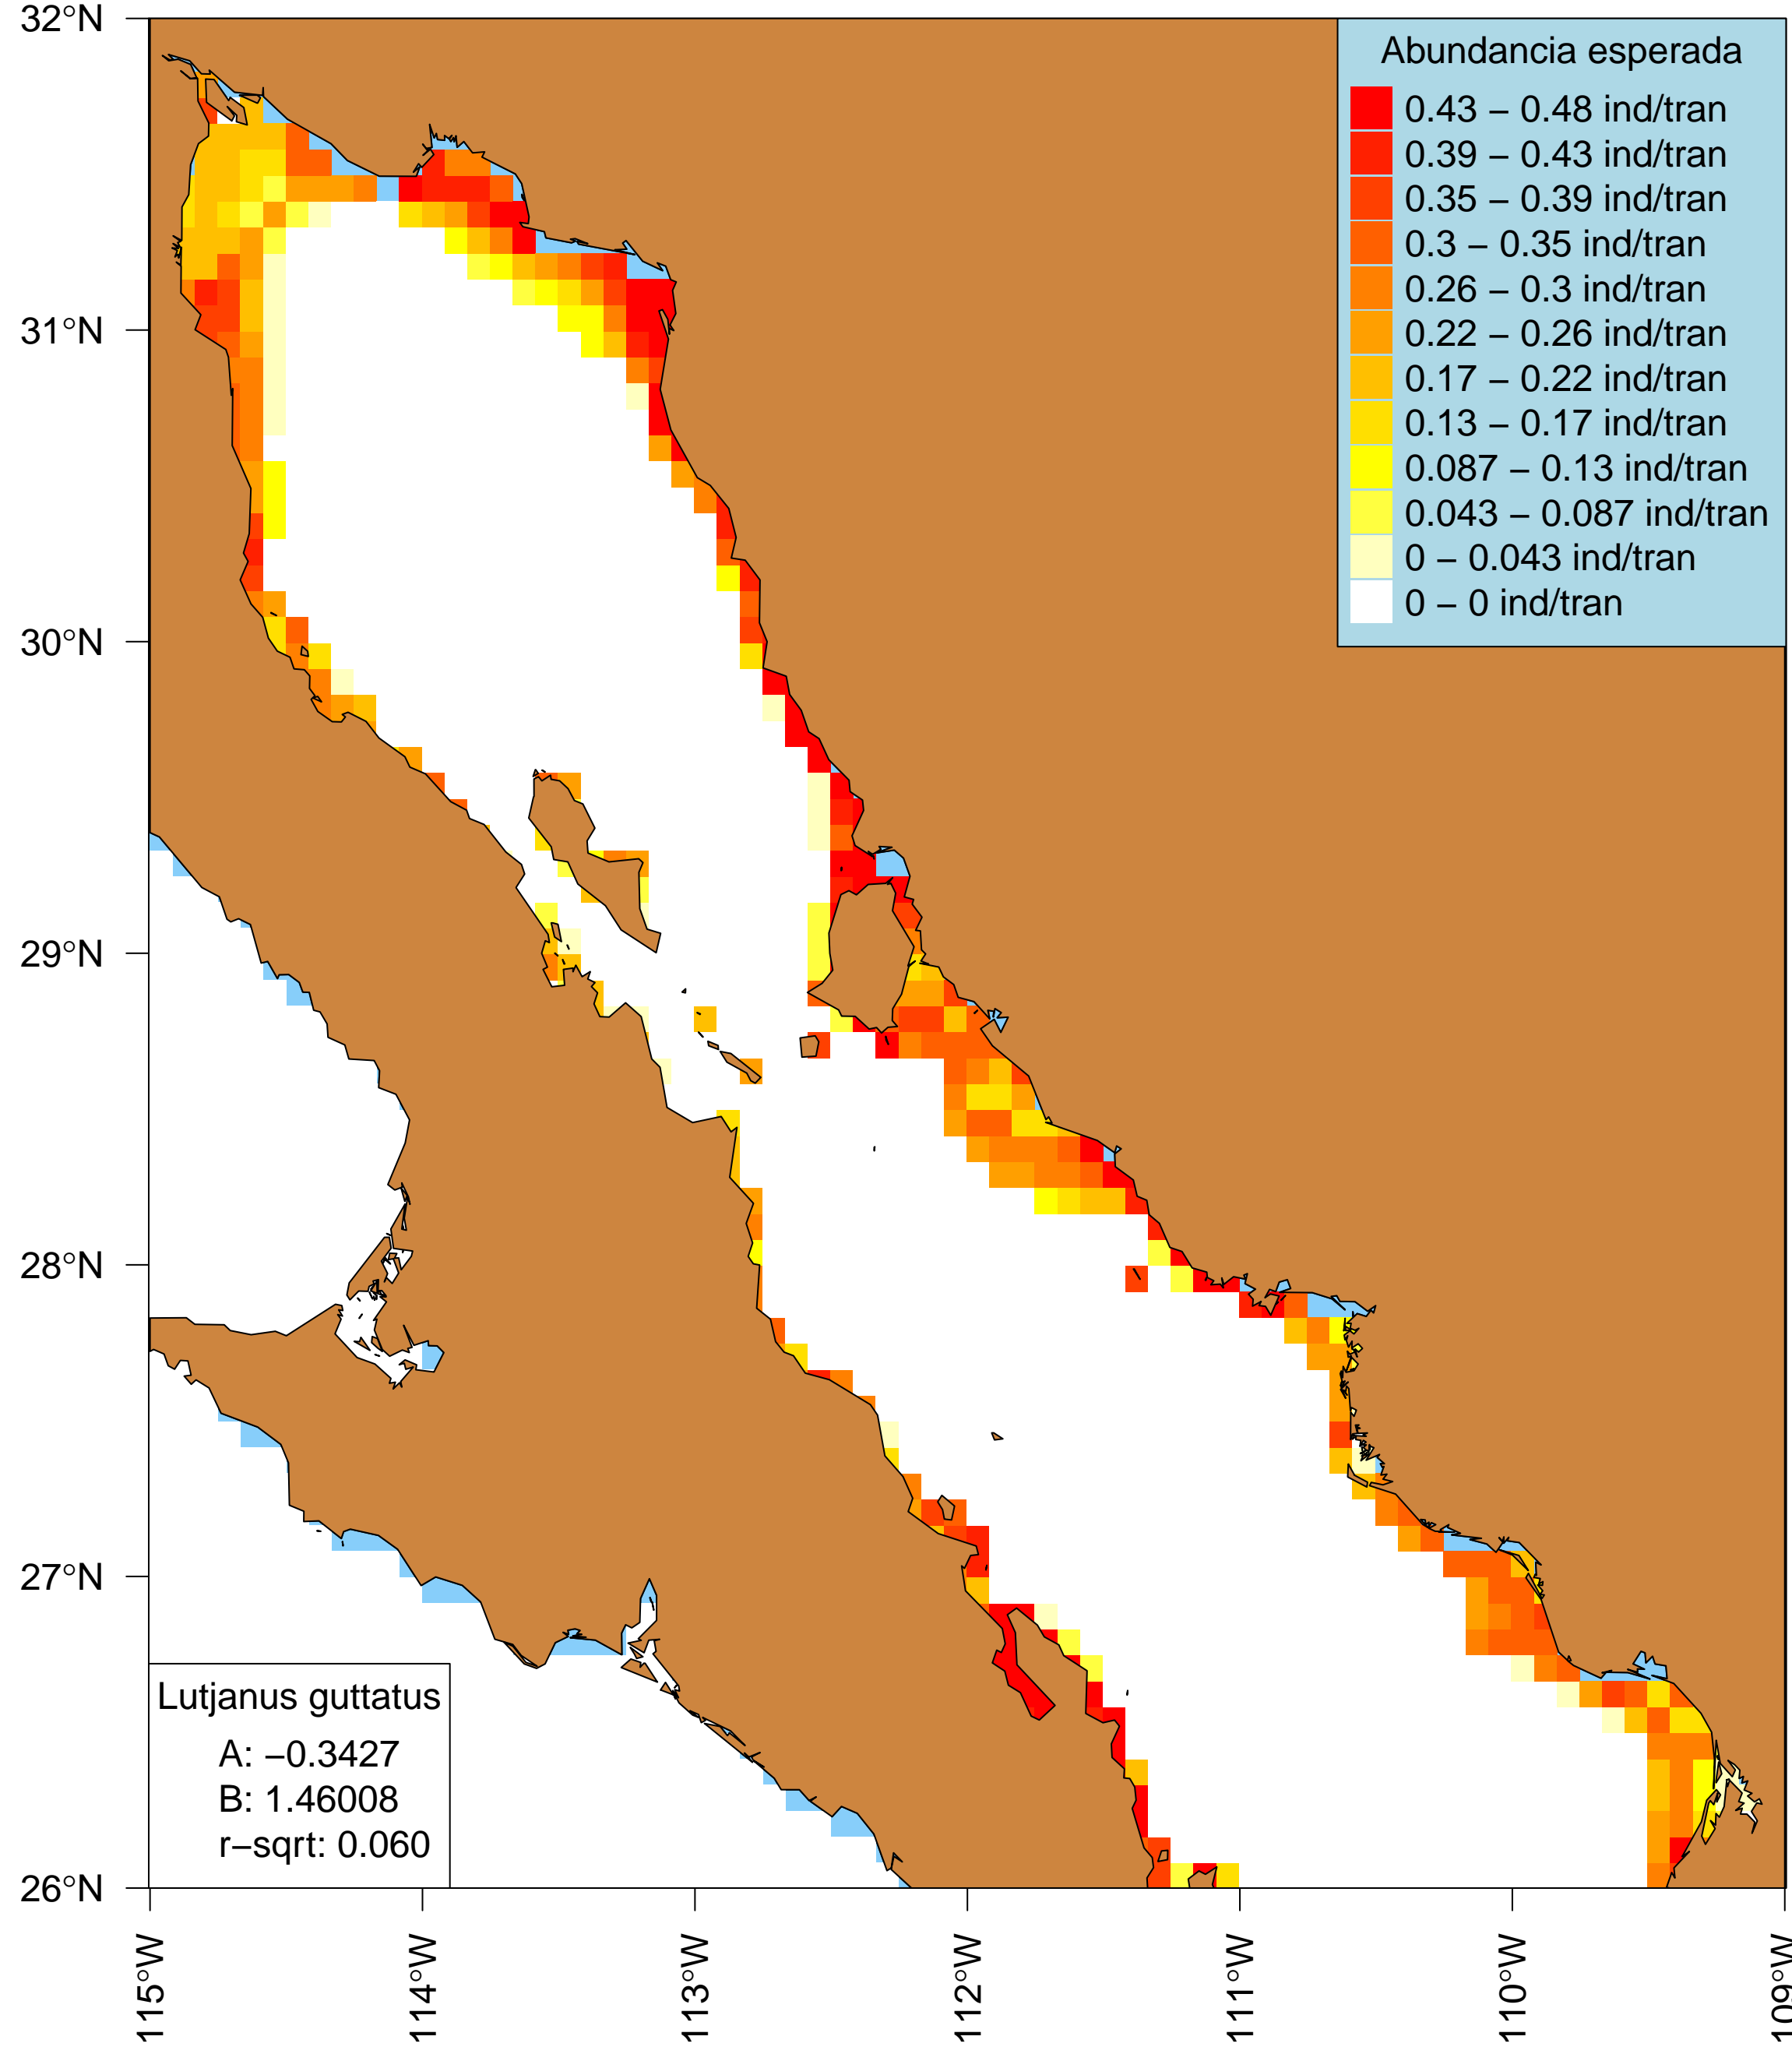 32°N
31°N
30°N
29°N
28°N
27°N
26°N
Abundancia esperada
0.43 – 0.48 ind/tran
0.39 – 0.43 ind/tran
0.35 – 0.39 ind/tran
0.3 – 0.35 ind/tran
0.26 – 0.3 ind/tran
0.22 – 0.26 ind/tran
0.17 – 0.22 ind/tran
0.13 – 0.17 ind/tran
0.087 – 0.13 ind/tran
0.043 – 0.087 ind/tran
0 – 0.043 ind/tran
0 – 0 ind/tran
Lutjanus guttatus
A: −0.3427
B: 1.46008
r−sqrt: 0.060
115°W
114°W
113°W
112°W
111°W
110°W
109°W